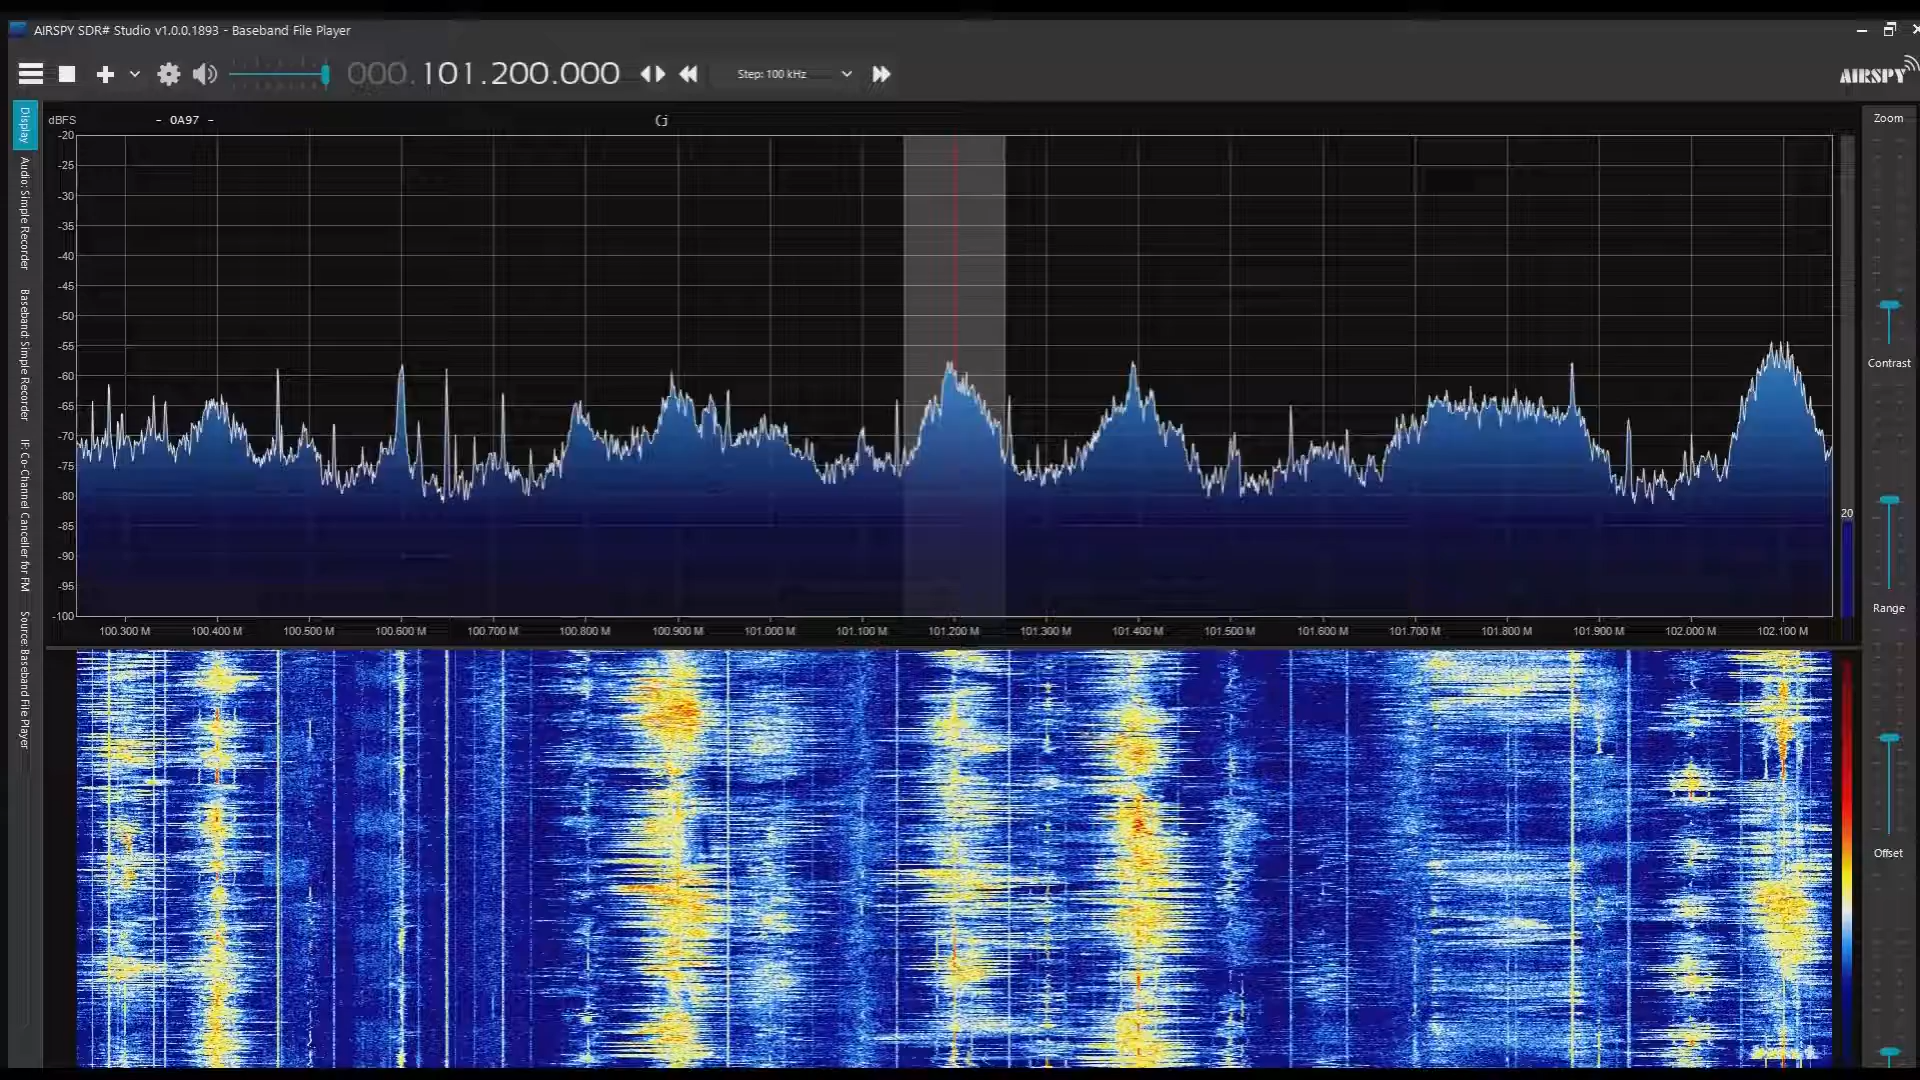 AIRSPY SDR# Studio v1.0.0.1893 - Baseband File Player
000.101.200.000
Step: 100 kHz
AIRSPY
Display
Audio: Simple Recorder
Baseband: Simple Recorder
IF: Co-Channel Canceller for FM
Source: Baseband File Player
dBFS
- 0A97 -
-20
-25
-30
-35
-40
-45
-50
-55
-60
-65
-70
-75
-80
-85
-90
-95
-100
100.300 M 100.400 M 100.500 M 100.600 M 100.700 M 100.800 M 100.900 M 101.000 M 101.100 M 101.200 M 101.300 M 101.400 M 101.500 M 101.600 M 101.700 M 101.800 M 101.900 M 102.000 M 102.100 M
20
Zoom
Contrast
Range
Offset